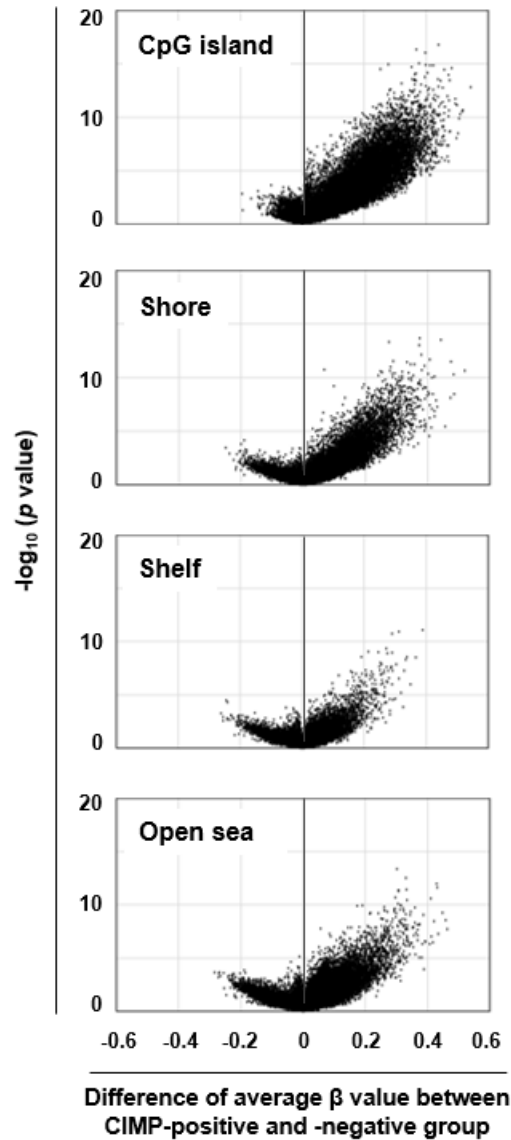 20
CpG island
10
0
20
Shore
10
0
-log₁₀ (p value)
20
Shelf
10
0
20
Open sea
10
0
-0.6 -0.4 -0.2 0 0.2 0.4 0.6
Difference of average β value between
CIMP-positive and -negative group